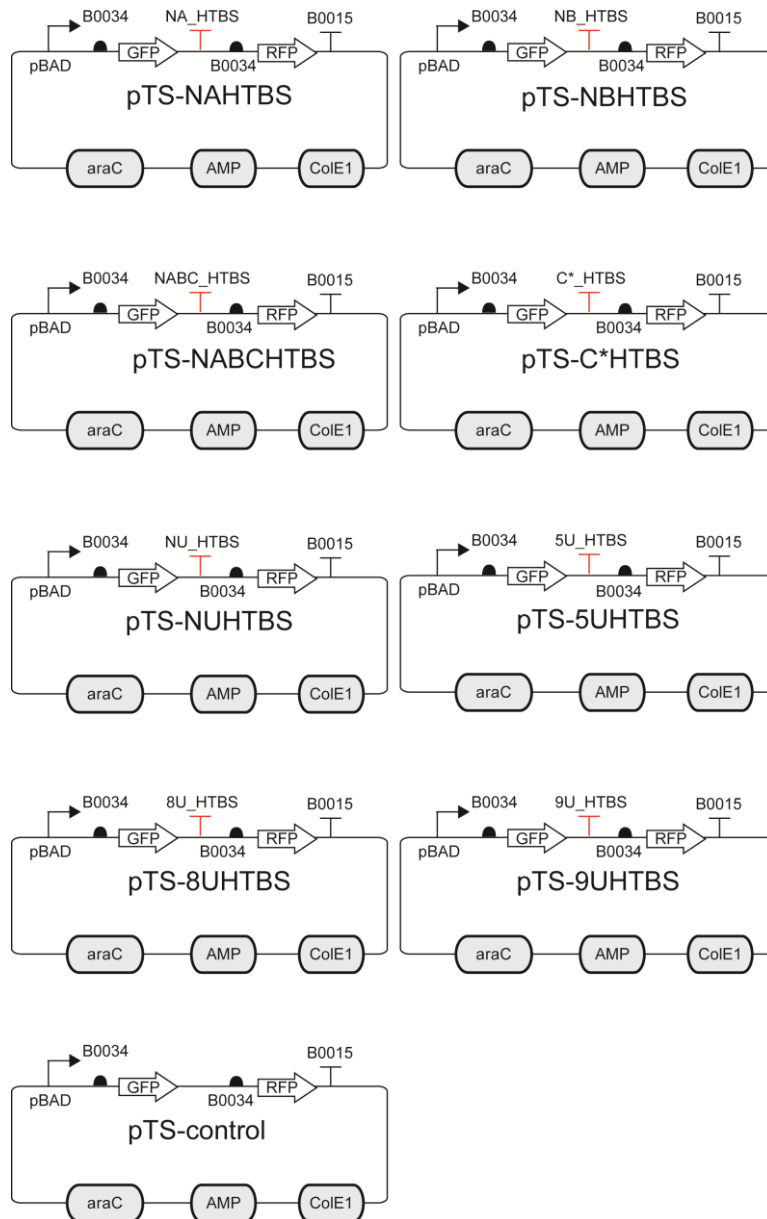 B0034 NA_HTBS B0015
pBAD GFP B0034 RFP
pTS-NAHTBS
araC AMP ColE1
B0034 NB_HTBS B0015
pBAD GFP B0034 RFP
pTS-NBHTBS
araC AMP ColE1
B0034 NABC_HTBS B0015
pBAD GFP B0034 RFP
pTS-NABCHTBS
araC AMP ColE1
B0034 C*_HTBS B0015
pBAD GFP B0034 RFP
pTS-C*HTBS
araC AMP ColE1
B0034 NU_HTBS B0015
pBAD GFP B0034 RFP
pTS-NUHTBS
araC AMP ColE1
B0034 5U_HTBS B0015
pBAD GFP B0034 RFP
pTS-5UHTBS
araC AMP ColE1
B0034 8U_HTBS B0015
pBAD GFP B0034 RFP
pTS-8UHTBS
araC AMP ColE1
B0034 9U_HTBS B0015
pBAD GFP B0034 RFP
pTS-9UHTBS
araC AMP ColE1
B0034 B0015
pBAD GFP B0034 RFP
pTS-control
araC AMP ColE1